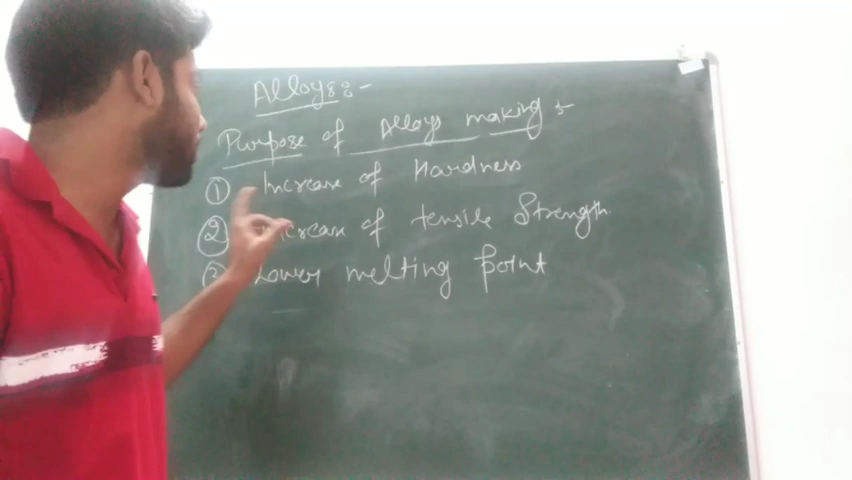 Alloys:-
Purpose of Alloys making :-
① Increase of Hardness
② Increase of tensile Strength
③ Lower melting point